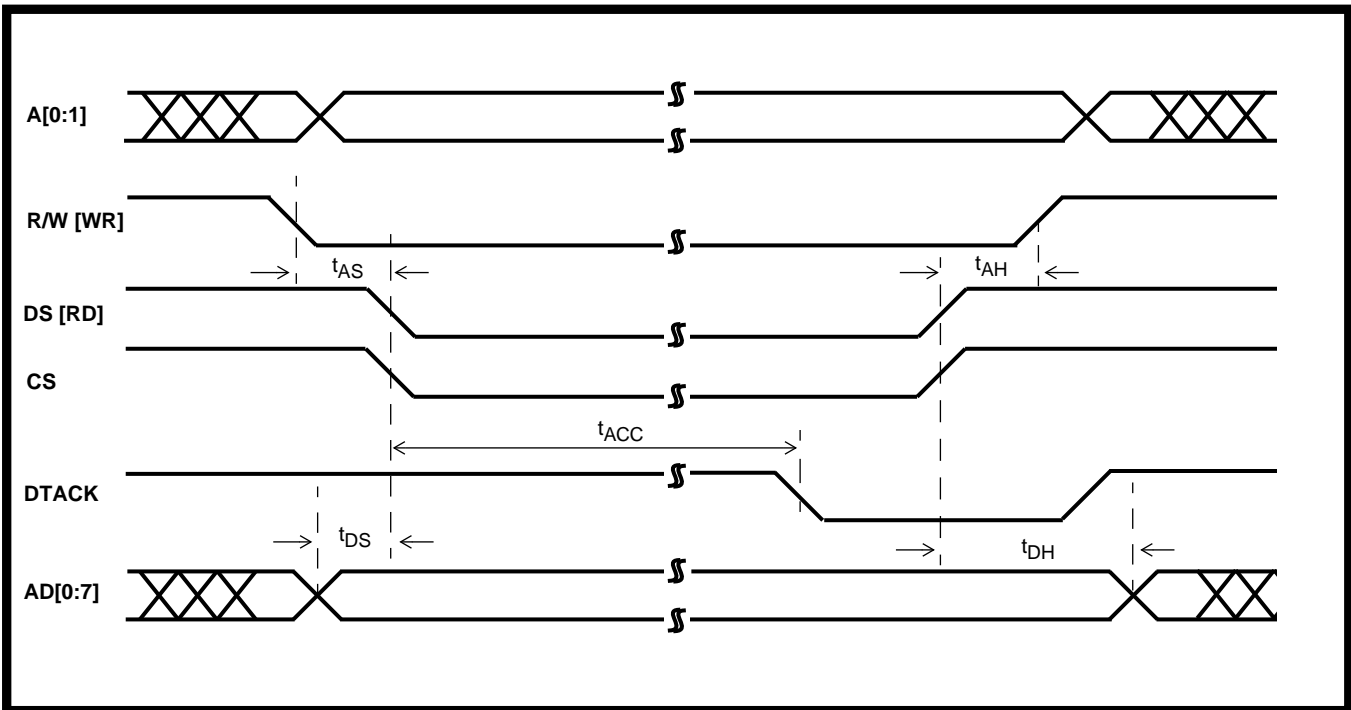 A[0:1]
R/W [WR]
tAS
tAH
DS [RD]
CS
tACC
DTACK
tDS
tDH
AD[0:7]